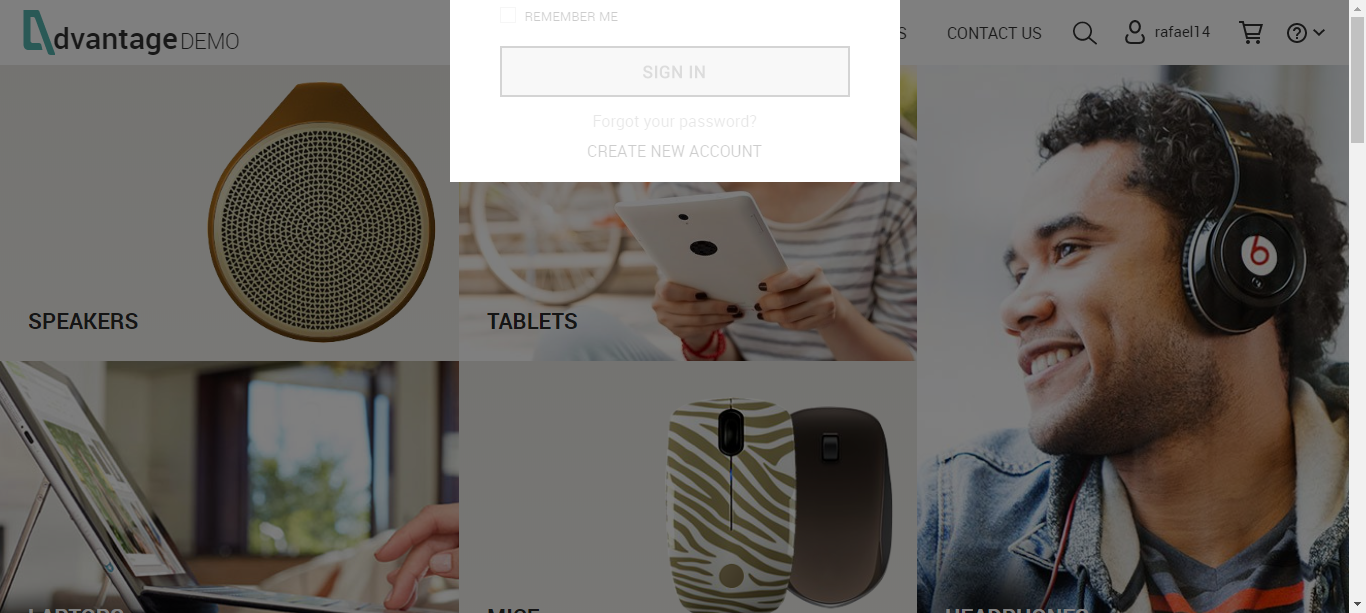 dvantage DEMO
REMEMBER ME
S
CONTACT US
rafael14
SIGN IN
Forgot your password?
CREATE NEW ACCOUNT
SPEAKERS
TABLETS
LAPTOPS
MICE
HEADPHONES